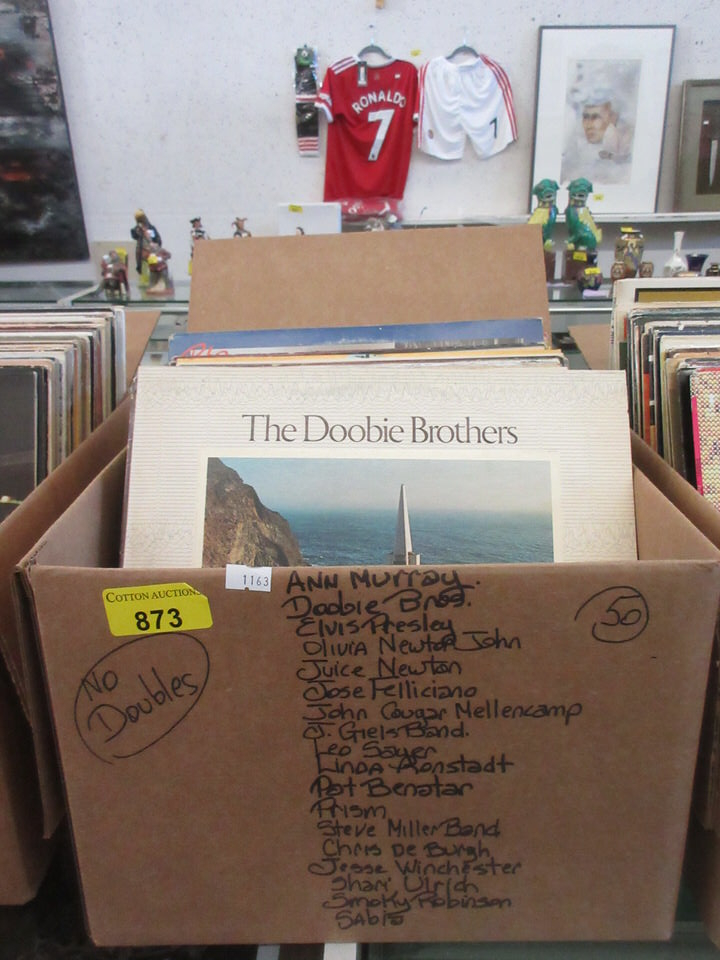 RONALDO
7
7
The Doobie Brothers
1163
COTTON AUCTIONS
873
No
Doubles
50
ANN MURRAY.
Doobie Bros.
Elvis Presley
Olivia Newton John
Juice Newton
Jose Felliciano
John Cougar Mellencamp
J. Giels Band.
Leo Sayer
Linda Ronstadt
Pat Benatar
Prism
Steve Miller Band
Chris De Burgh
Jesse Winchester
Shari Ulrich
Smoky Robinson